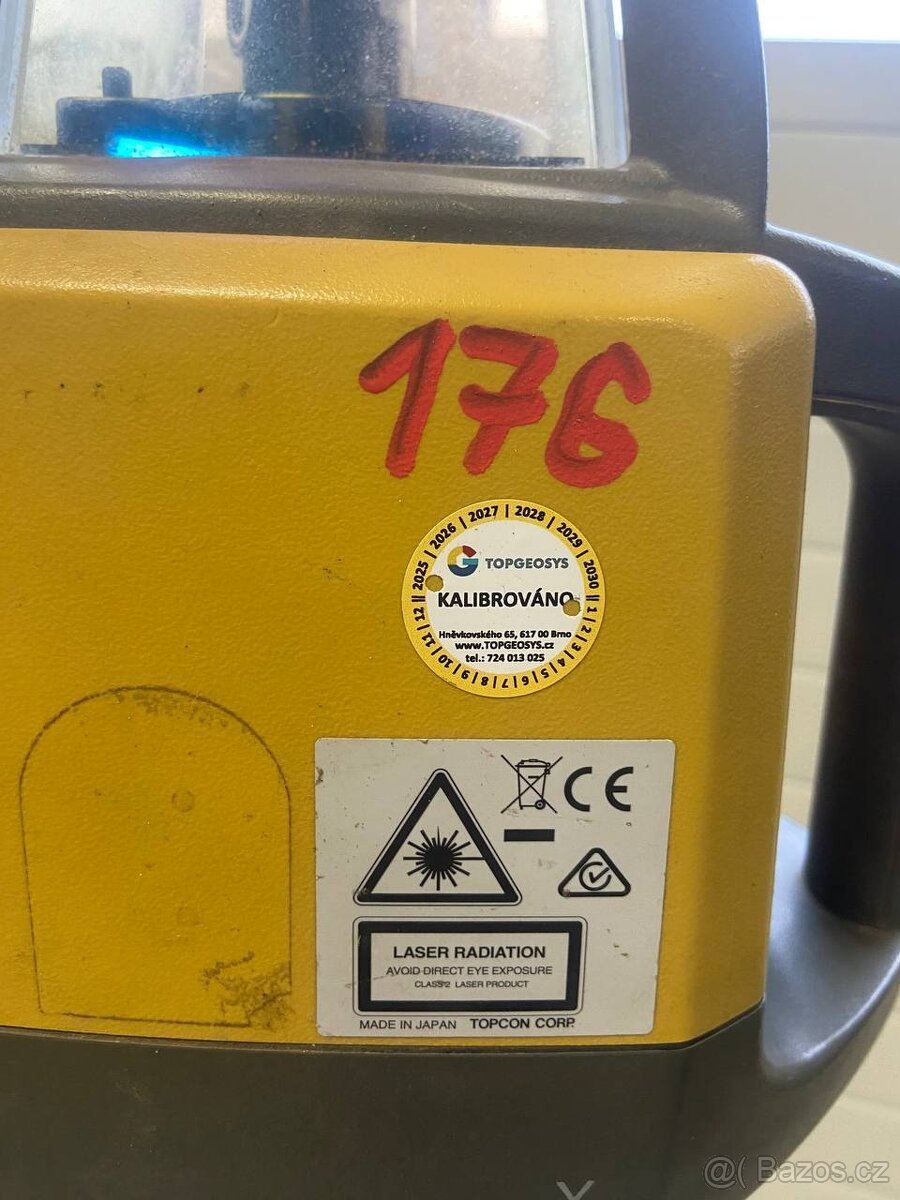 176
2025 | 2026 | 2027 | 2028 | 2029 | 2030
TOPGEOSYS
KALIBROVÁNO
Hněvkovského 65, 617 00 Brno
www.TOPGEOSYS.cz
tel.: 724 013 025
1 | 2 | 3 | 4 | 5 | 6 | 7 | 8 | 9 | 10 | 11 | 12
CE
LASER RADIATION
AVOID DIRECT EYE EXPOSURE
CLASS 2 LASER PRODUCT
MADE IN JAPAN TOPCON CORP.
@( Bazos.cz